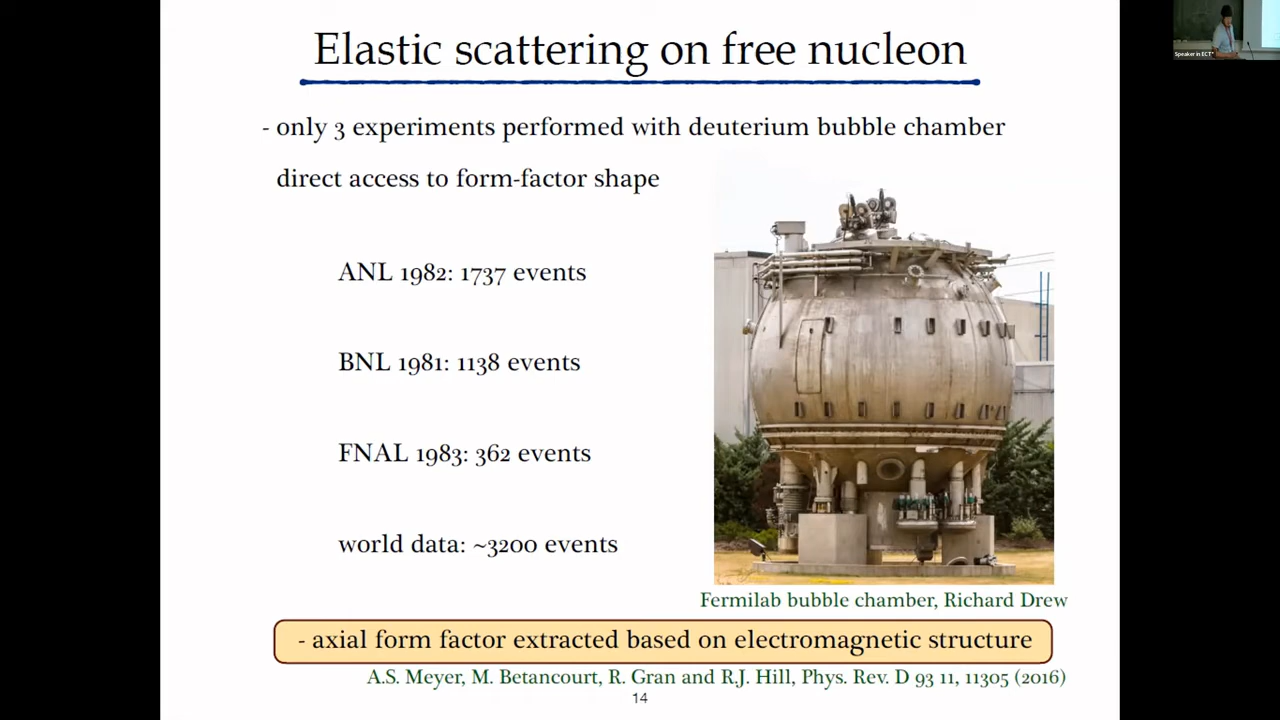 Elastic scattering on free nucleon
Speaker in ECT*
- only 3 experiments performed with deuterium bubble chamber
direct access to form-factor shape
ANL 1982: 1737 events
BNL 1981: 1138 events
FNAL 1983: 362 events
world data: ~3200 events
Fermilab bubble chamber, Richard Drew
- axial form factor extracted based on electromagnetic structure
A.S. Meyer, M. Betancourt, R. Gran and R.J. Hill, Phys. Rev. D 93 11, 11305 (2016)
14